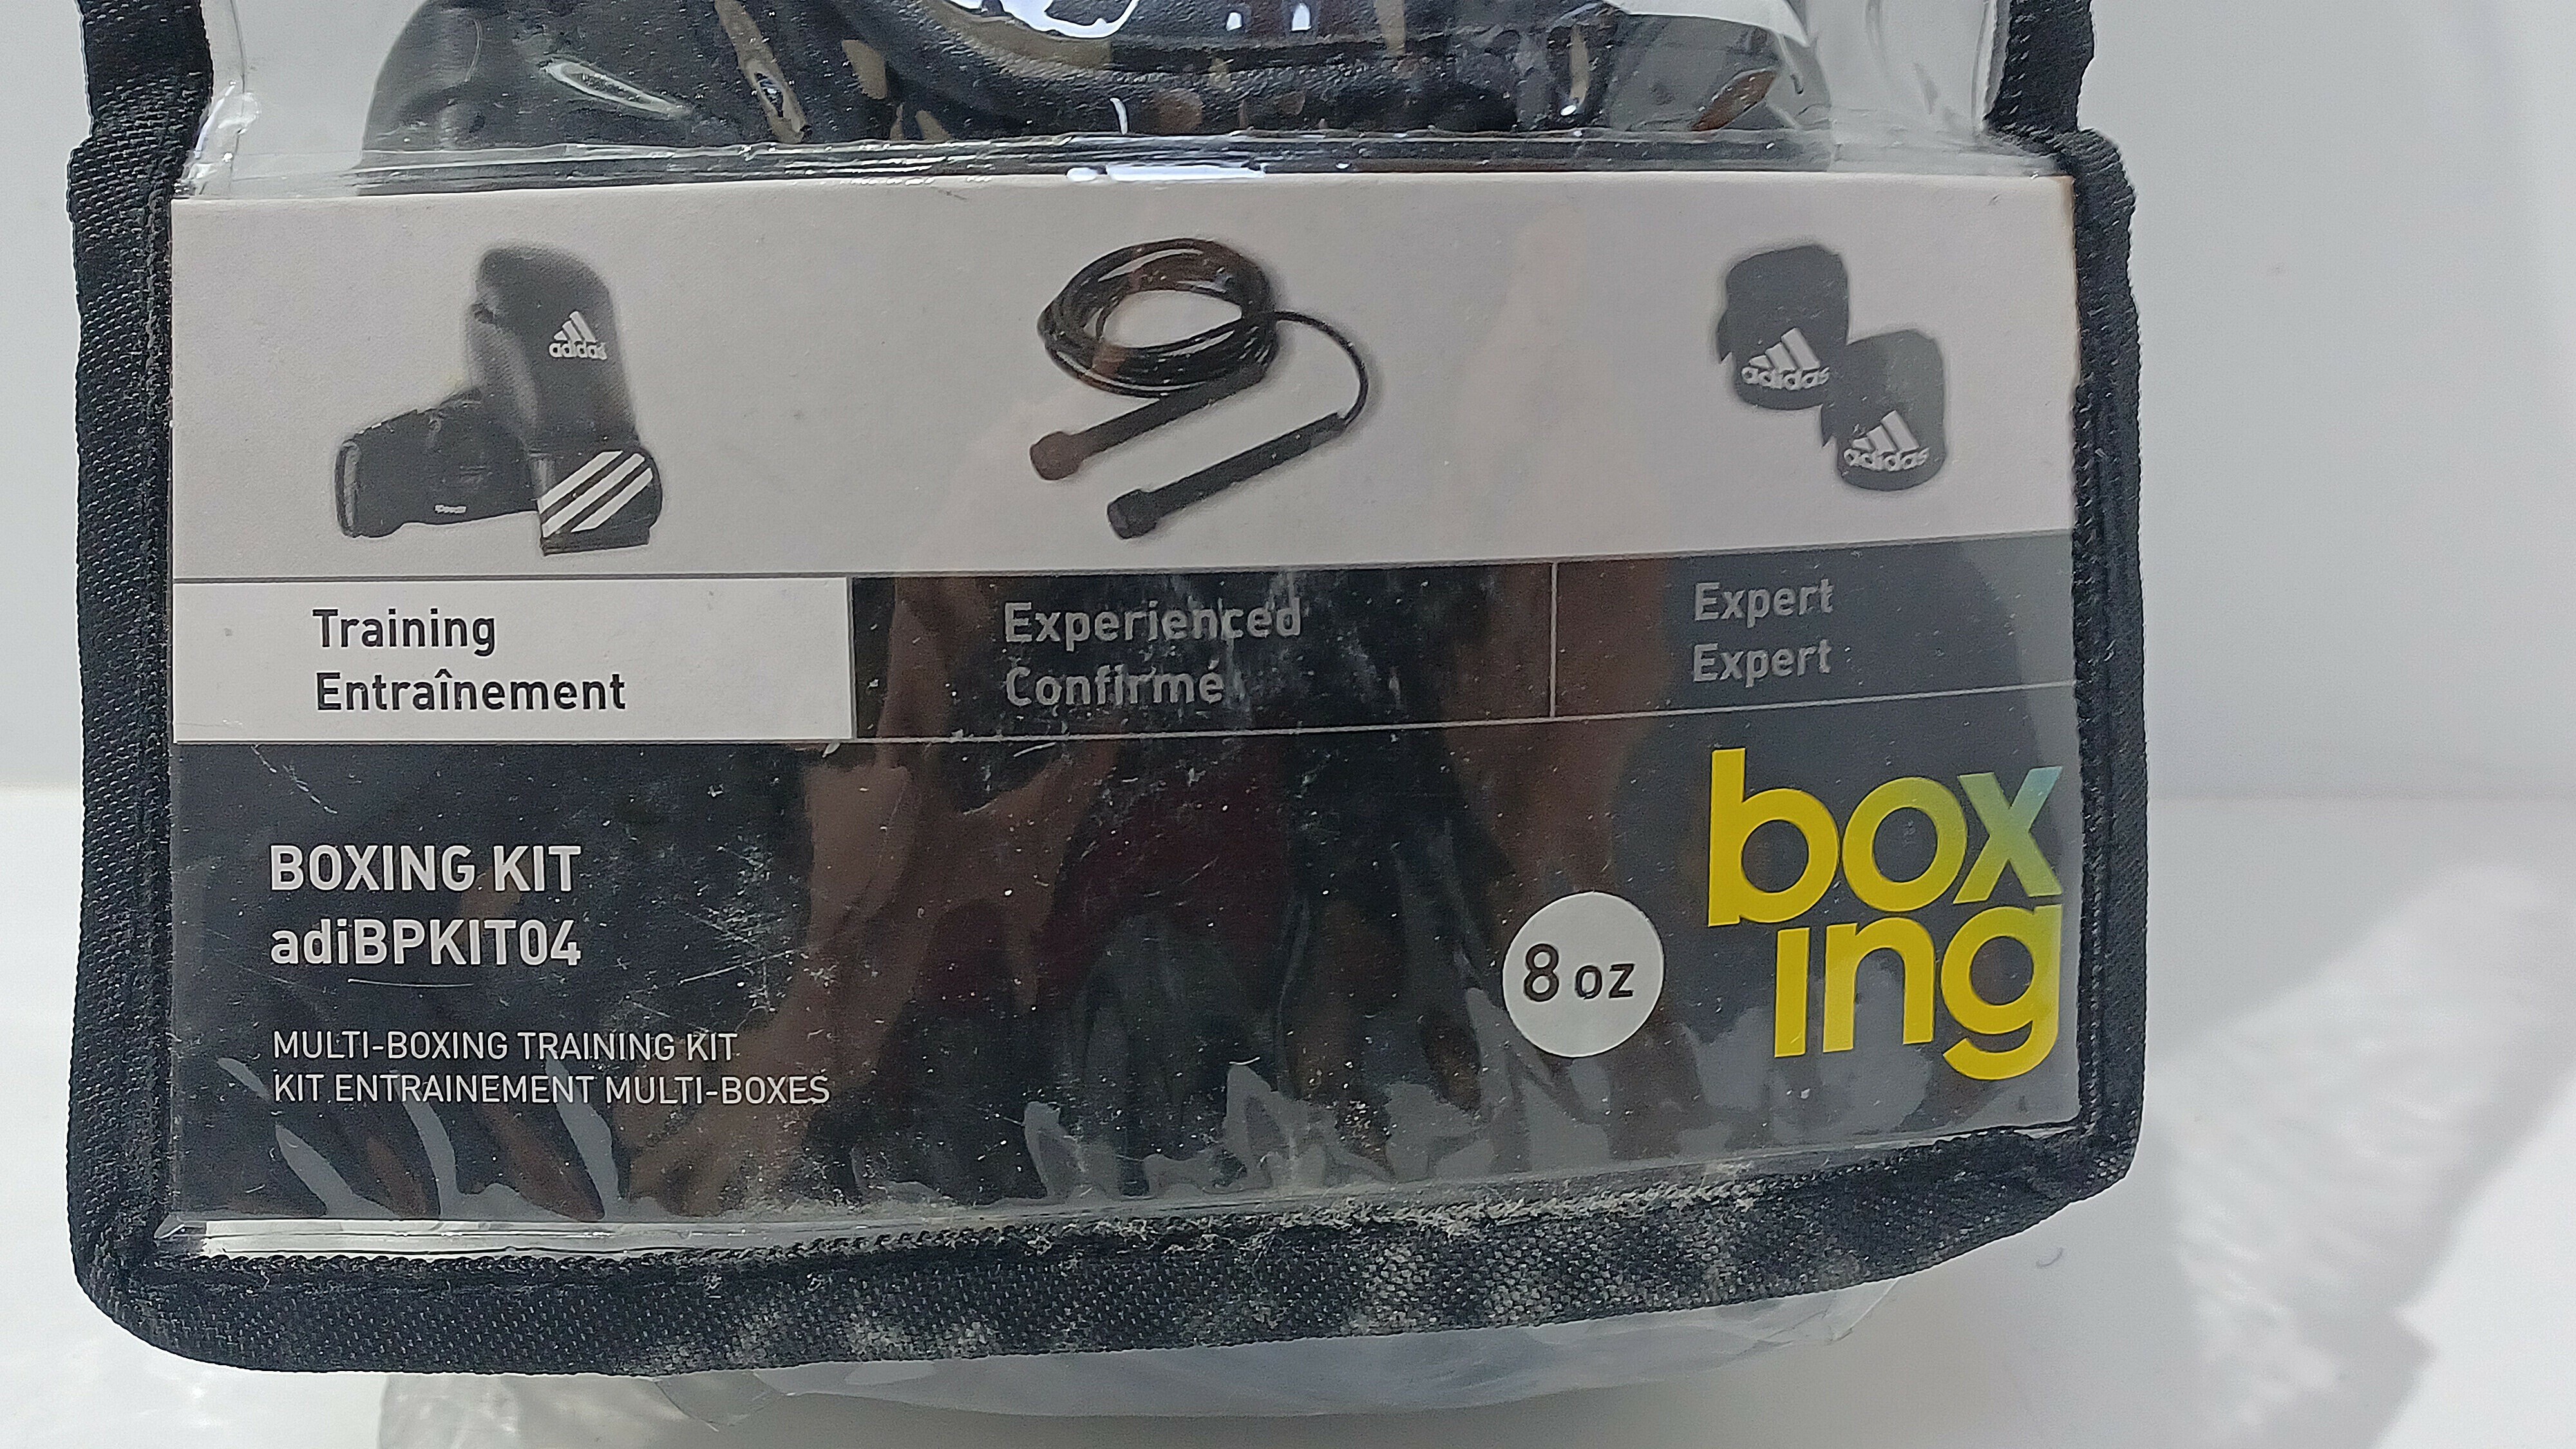 adidas
speed
adidas
adidas
Training
Entraînement
Experienced
Confirmé
Expert
Expert
BOXING KIT
adiBPKIT04
MULTI-BOXING TRAINING KIT
KIT ENTRAINEMENT MULTI-BOXES
8 oz
box
ing